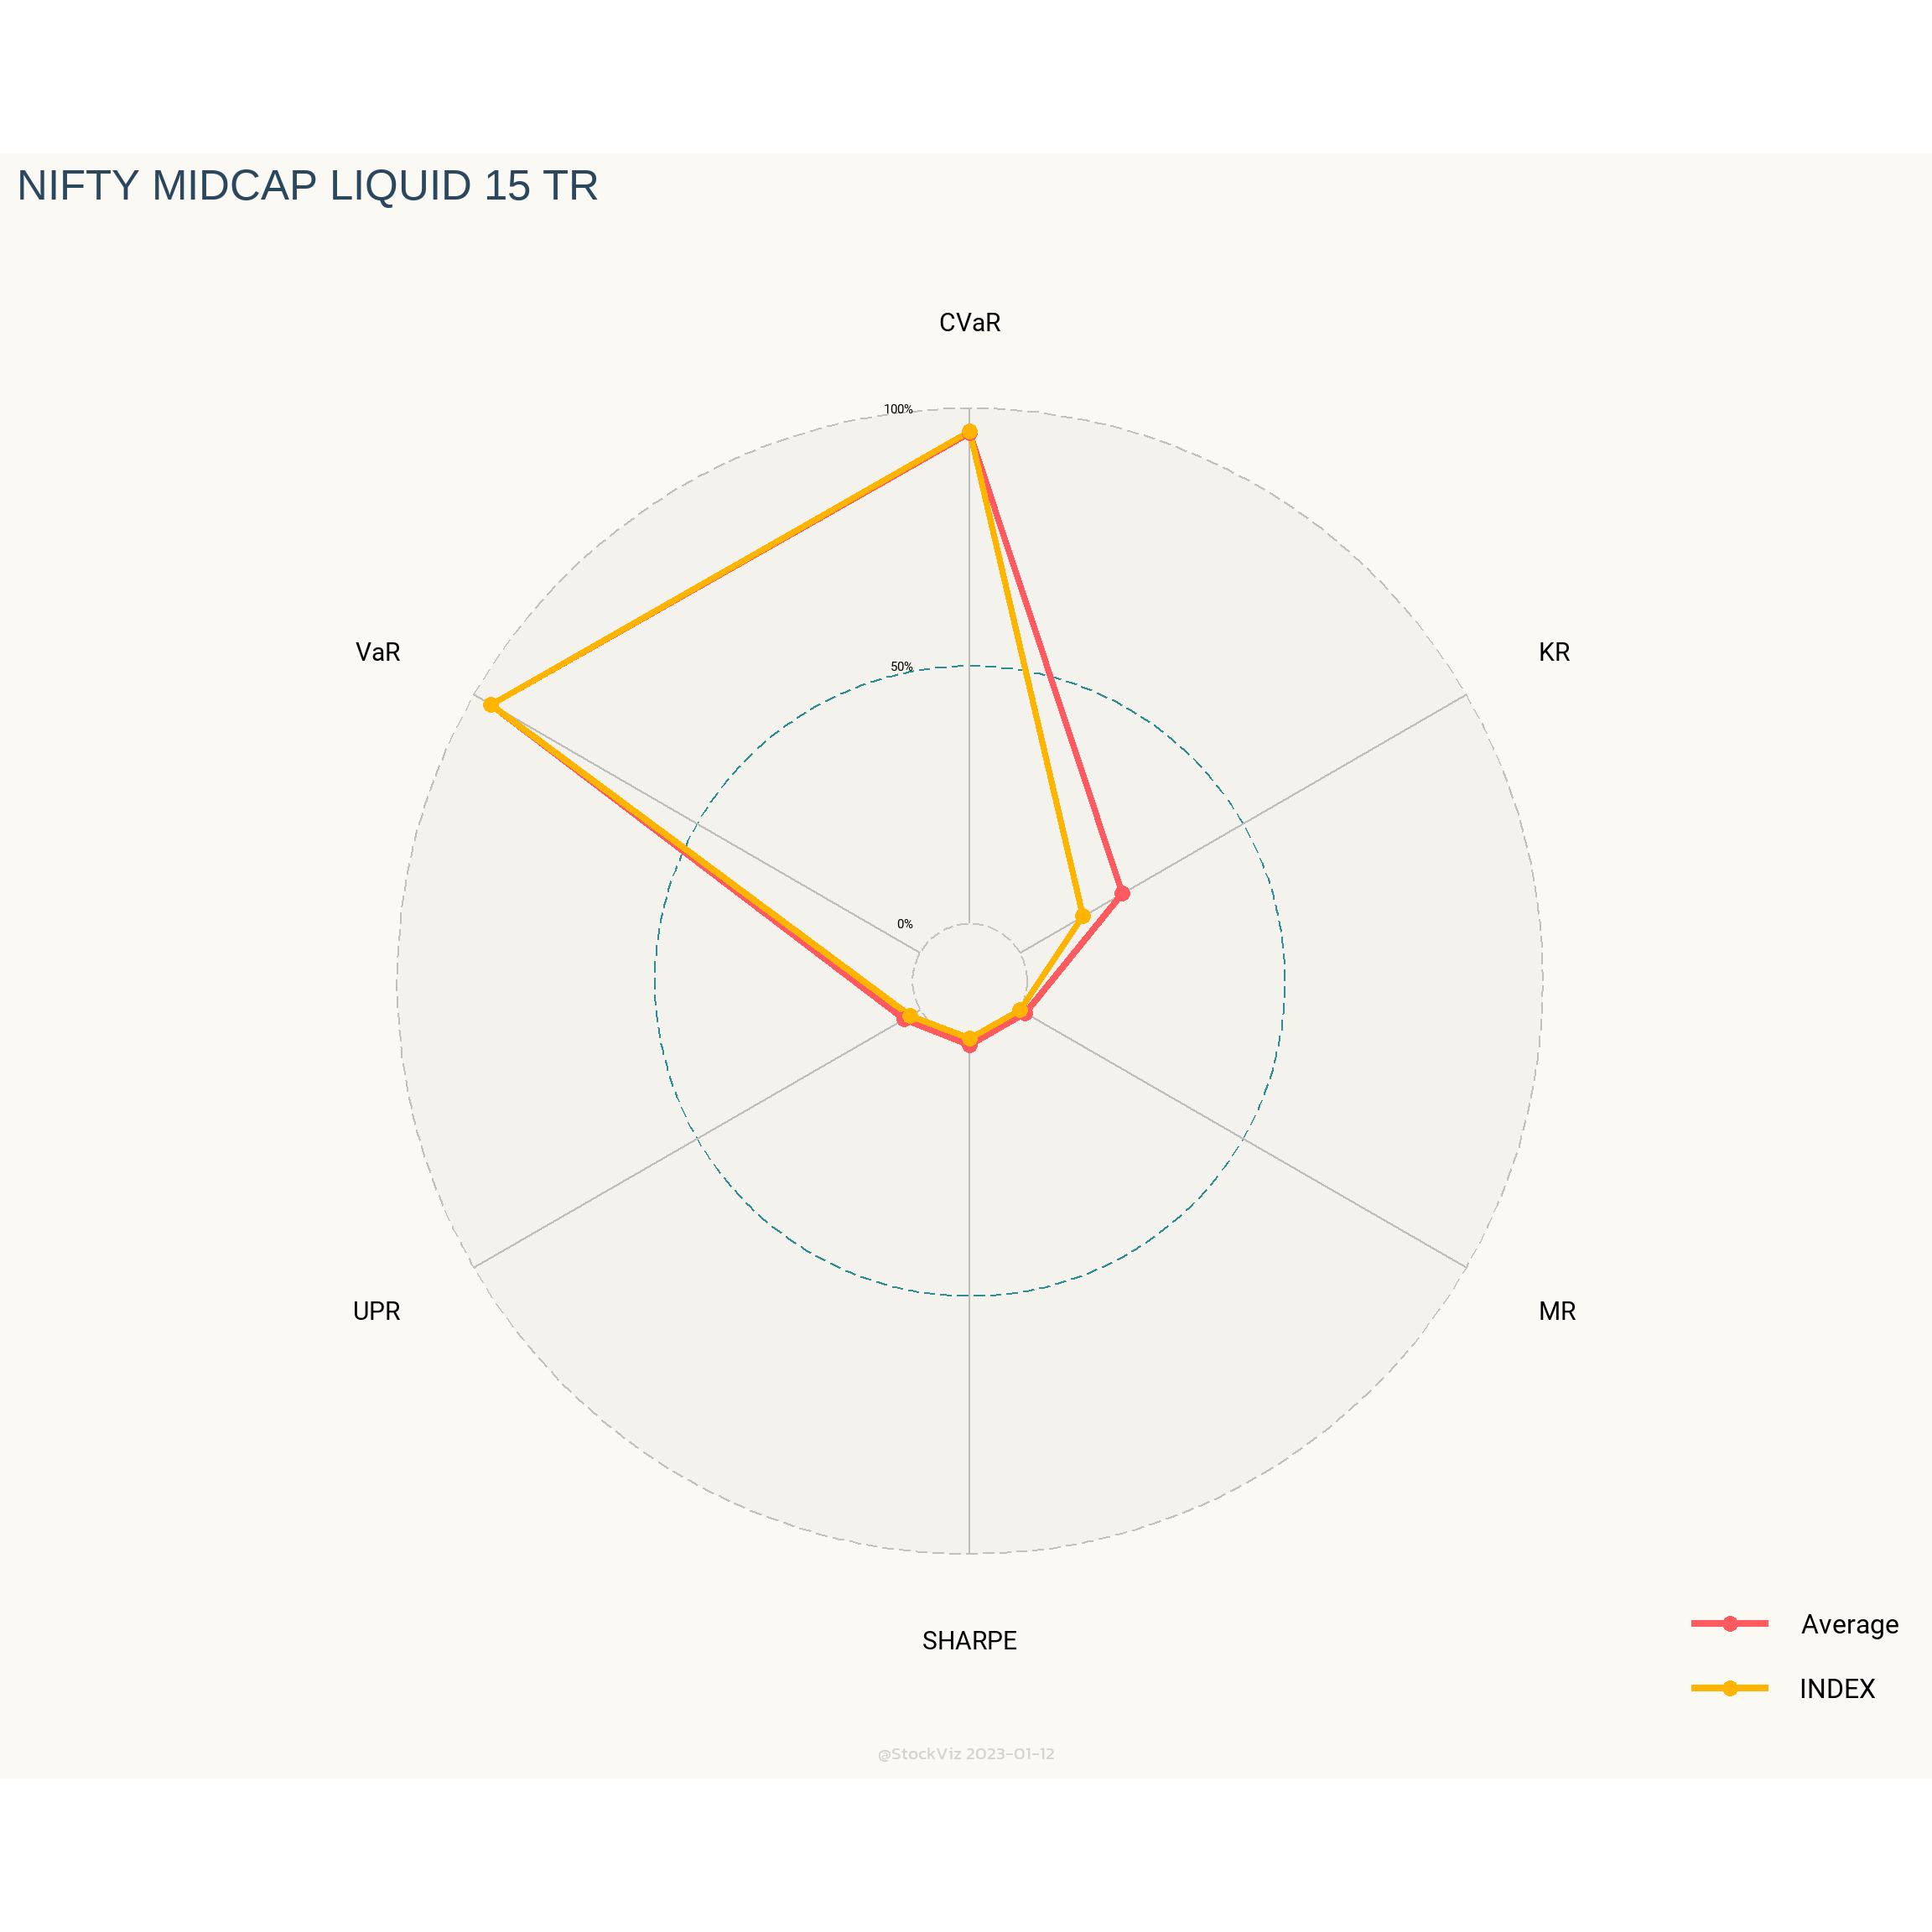 NIFTY MIDCAP LIQUID 15 TR
CVaR
100%
VaR
KR
50%
0%
UPR
MR
SHARPE
Average
INDEX
@StockViz 2023-01-12